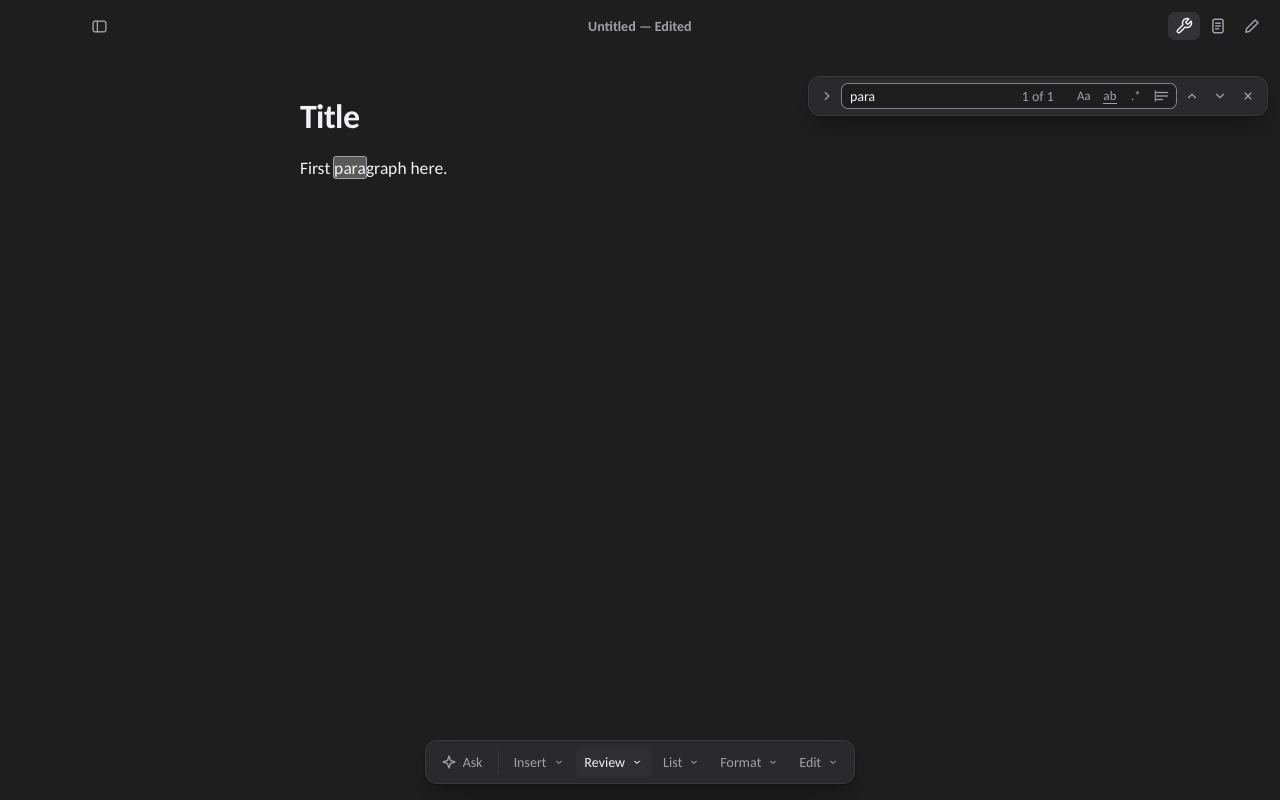 Untitled — Edited
para 1 of 1 Aa ab .*
Title
First paragraph here.
Ask Insert Review List Format Edit